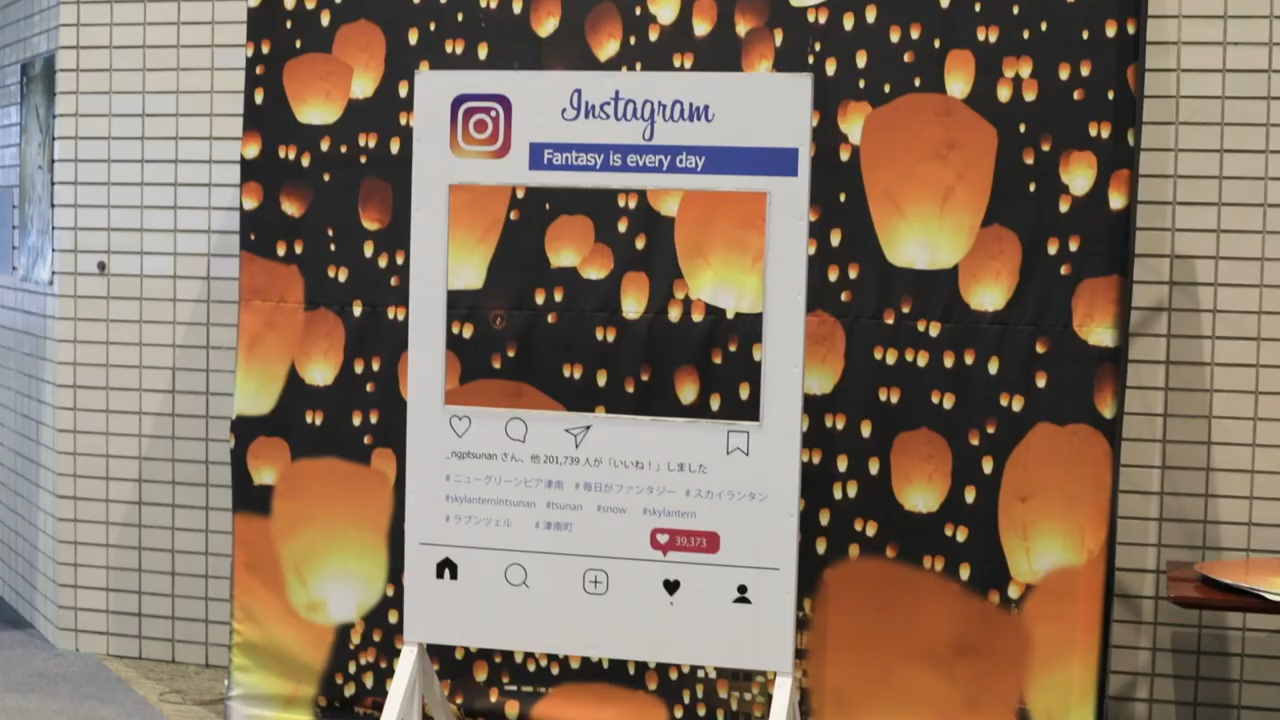 Instagram
Fantasy is every day
_ngptsunan さん、他 201,739 人が「いいね！」しました
# ニューグリーンピア津南 # 毎日がファンタジー # スカイランタン
#skylanternintsunan #tsunan #snow #skylantern
# ラプンツェル # 津南町
39,373